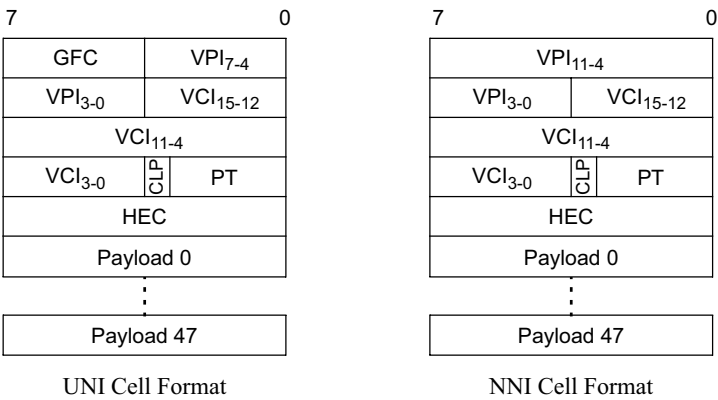 7 0 7 0
GFC VPI7-4 VPI11-4
VPI3-0 VCI15-12 VPI3-0 VCI15-12
VCI11-4 VCI11-4
VCI3-0 CLP PT VCI3-0 CLP PT
HEC HEC
Payload 0 Payload 0
Payload 47 Payload 47
UNI Cell Format NNI Cell Format